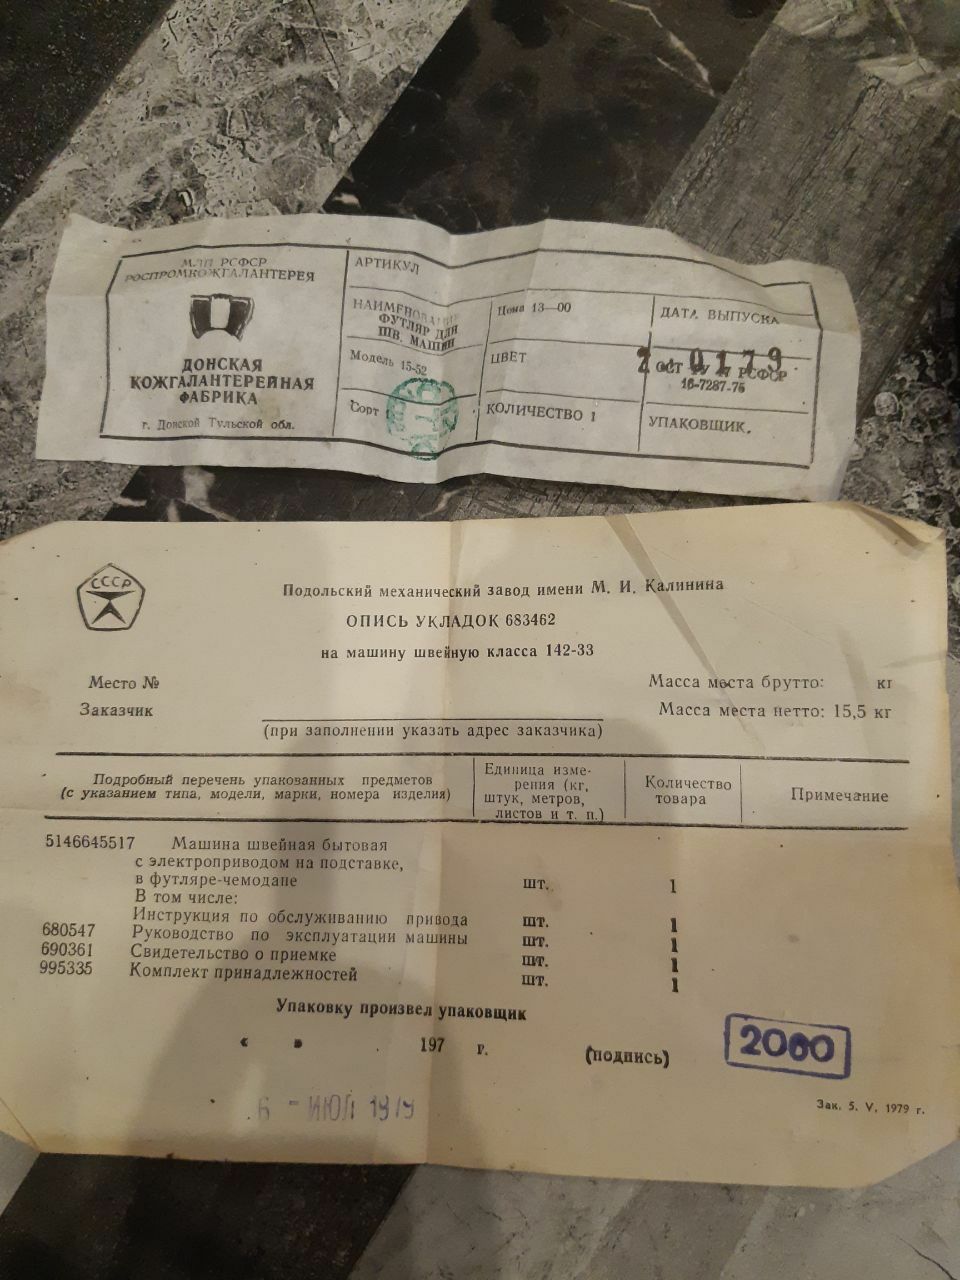 МЛП РСФСР
РОСПРОМКОЖГАЛАНТЕРЕЯ
ДОНСКАЯ
КОЖГАЛАНТЕРЕЙНАЯ
ФАБРИКА
г. Донской Тульской обл.
АРТИКУЛ
НАИМЕНОВАНИЕ
ФУТЛЯР ДЛЯ
ШВ. МАШИН
Модель 15-52
Сорт
Цена 13—00
ЦВЕТ
КОЛИЧЕСТВО 1
ДАТА ВЫПУСКА
0179
ОСТ РСФСР
16-7287-76
УПАКОВЩИК.
СССР
Подольский механический завод имени М. И. Калинина
ОПИСЬ УКЛАДОК 683462
на машину швейную класса 142-33
Место № Масса места брутто: кг
Заказчик Масса места нетто: 15,5 кг
(при заполнении указать адрес заказчика)
Подробный перечень упакованных предметов
(с указанием типа, модели, марки, номера изделия)
Единица изме-
рения (кг,
штук, метров,
листов и т. п.)
Количество
товара
Примечание
5146645517 Машина швейная бытовая
с электроприводом на подставке,
в футляре-чемодане шт. 1
В том числе:
Инструкция по обслуживанию привода шт. 1
680547 Руководство по эксплуатации машины шт. 1
690361 Свидетельство о приемке шт. 1
995335 Комплект принадлежностей шт. 1
Упаковку произвел упаковщик
« » 197 г. (подпись)
2060
6 - ИЮЛ 1979
Зак. 5. V. 1979 г.